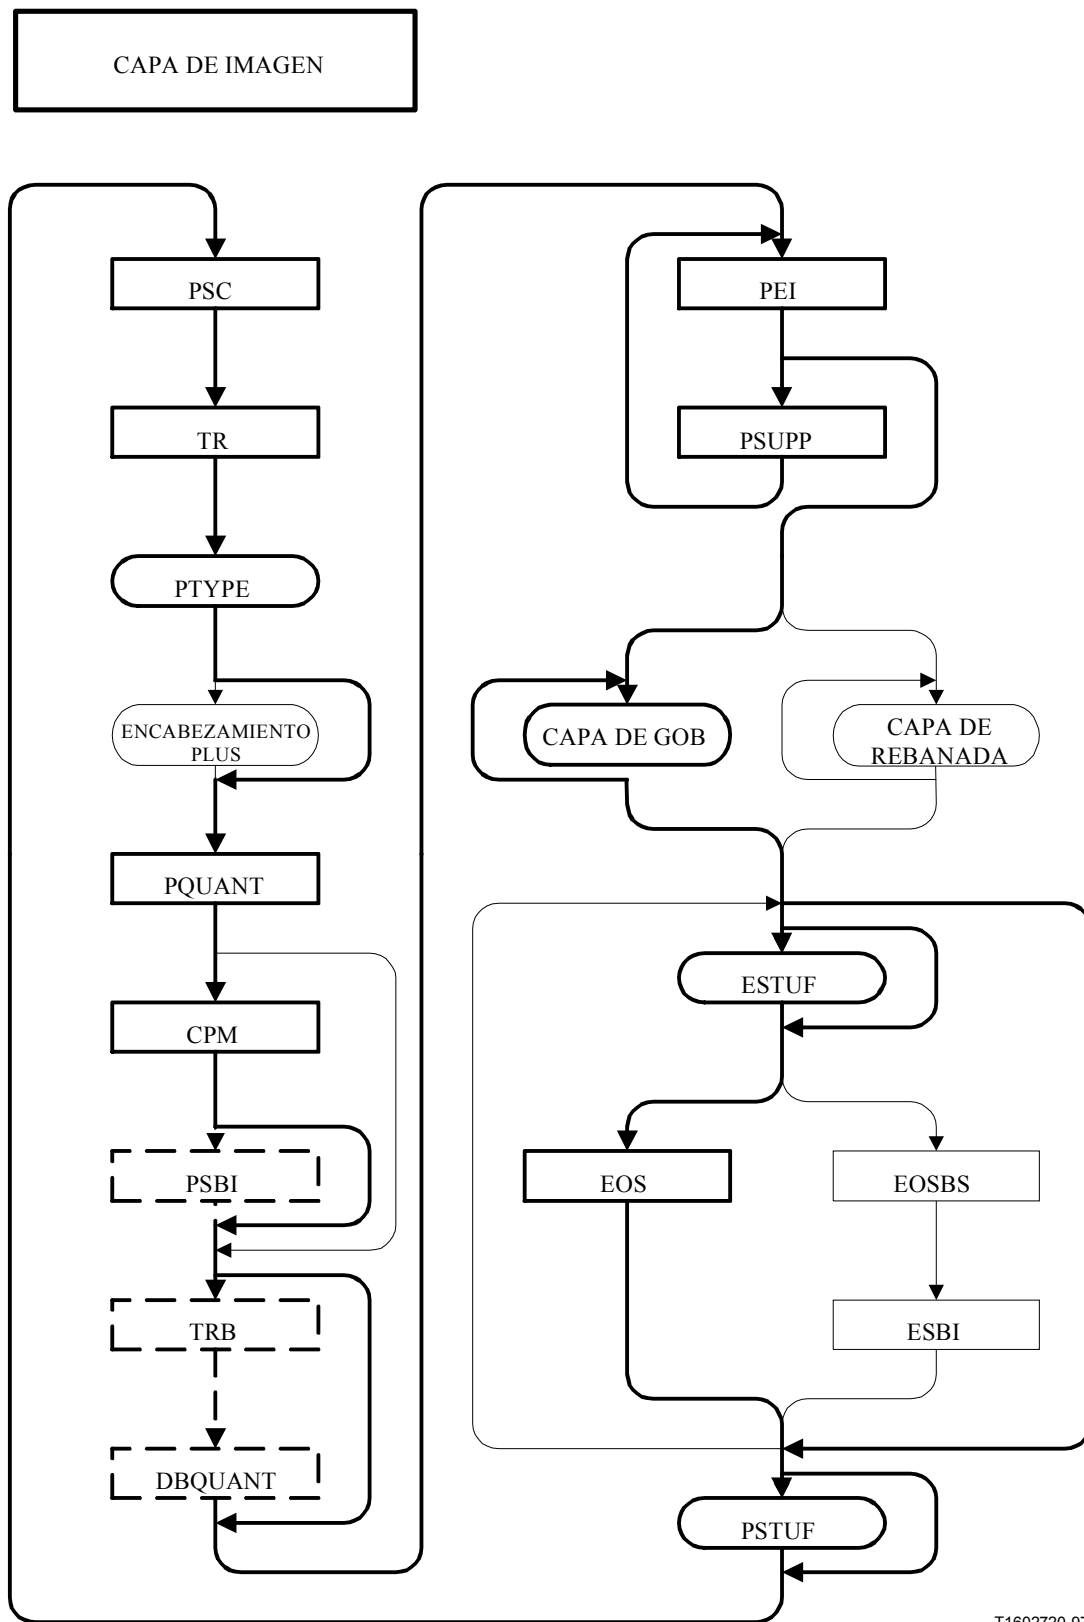 CAPA DE IMAGEN
PSC
TR
PTYPE
ENCABEZAMIENTO
PLUS
PQUANT
CPM
PSBI
TRB
DBQUANT
PEI
PSUPP
CAPA DE GOB
CAPA DE
REBANADA
ESTUF
EOS
EOSBS
ESBI
PSTUF